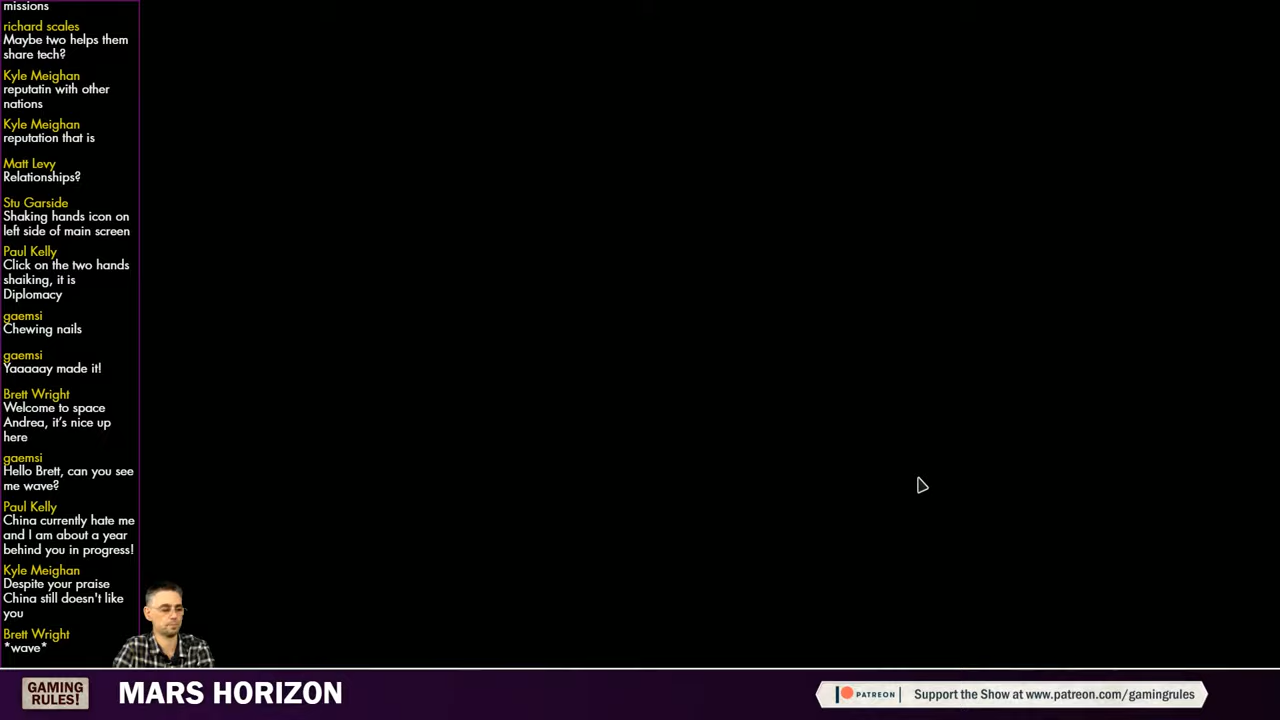 missions
richard scales
Maybe two helps them
share tech?
Kyle Meighan
reputatin with other
nations
Kyle Meighan
reputation that is
Matt Levy
Relationships?
Stu Garside
Shaking hands icon on
left side of main screen
Paul Kelly
Click on the two hands
shaiking, it is
Diplomacy
gaemsi
Chewing nails
gaemsi
Yaaaaay made it!
Brett Wright
Welcome to space
Andrea, it's nice up
here
gaemsi
Hello Brett, can you see
me wave?
Paul Kelly
China currently hate me
and I am about a year
behind you in progress!
Kyle Meighan
Despite your praise
China still doesn't like
you
Brett Wright
*wave*
GAMING
RULES!
MARS HORIZON
PATREON
Support the Show at www.patreon.com/gamingrules